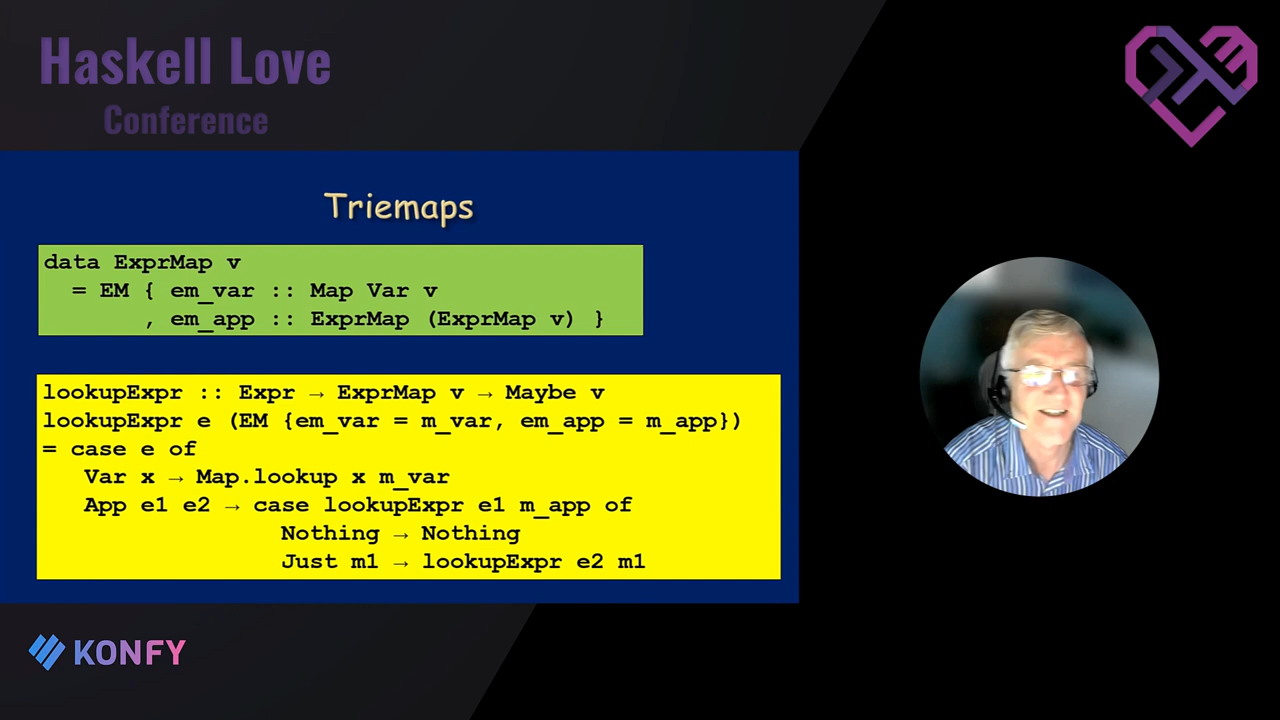 Haskell Love
Conference
Triemaps
data ExprMap v
  = EM { em_var :: Map Var v
       , em_app :: ExprMap (ExprMap v) }
lookupExpr :: Expr → ExprMap v → Maybe v
lookupExpr e (EM {em_var = m_var, em_app = m_app})
= case e of
   Var x → Map.lookup x m_var
   App e1 e2 → case lookupExpr e1 m_app of
                 Nothing → Nothing
                 Just m1 → lookupExpr e2 m1
KONFY